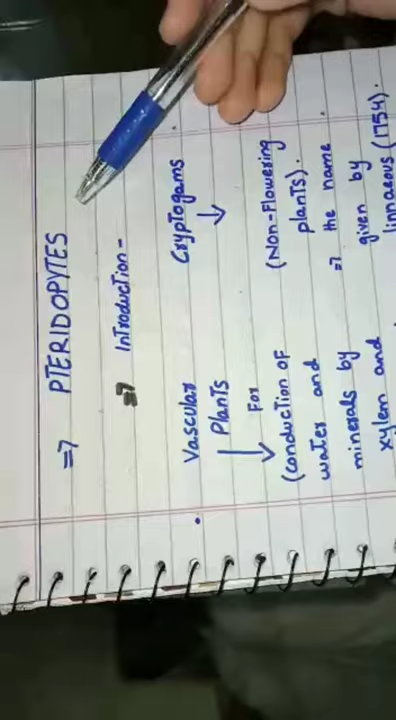 => PTERIDOPYTES
=> Introduction-
• Vascular Cryptogams.
Plants ↓
↓ For (Non-Flowering
(conduction of plants).
water and => the name
minerals by given by
xylem and linnaeous (1754).